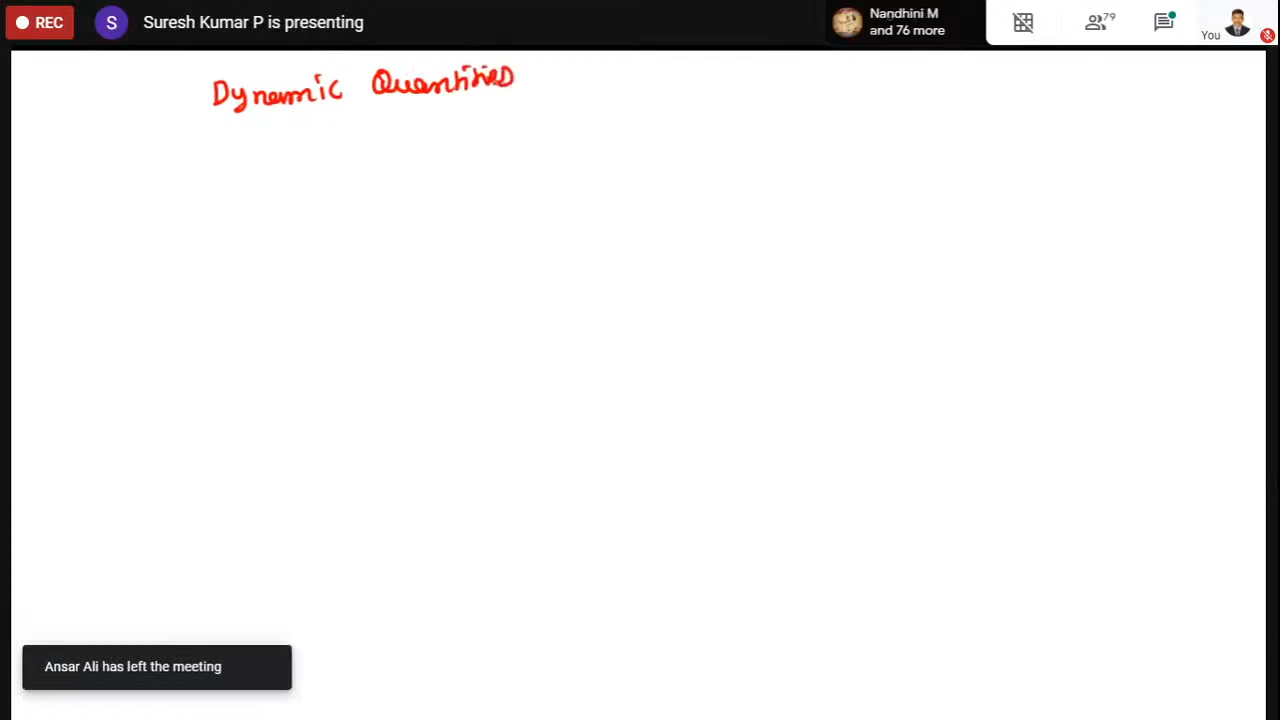 REC
S
Suresh Kumar P is presenting
Nandhini M
and 76 more
79
You
Dynamic Quantities
Ansar Ali has left the meeting